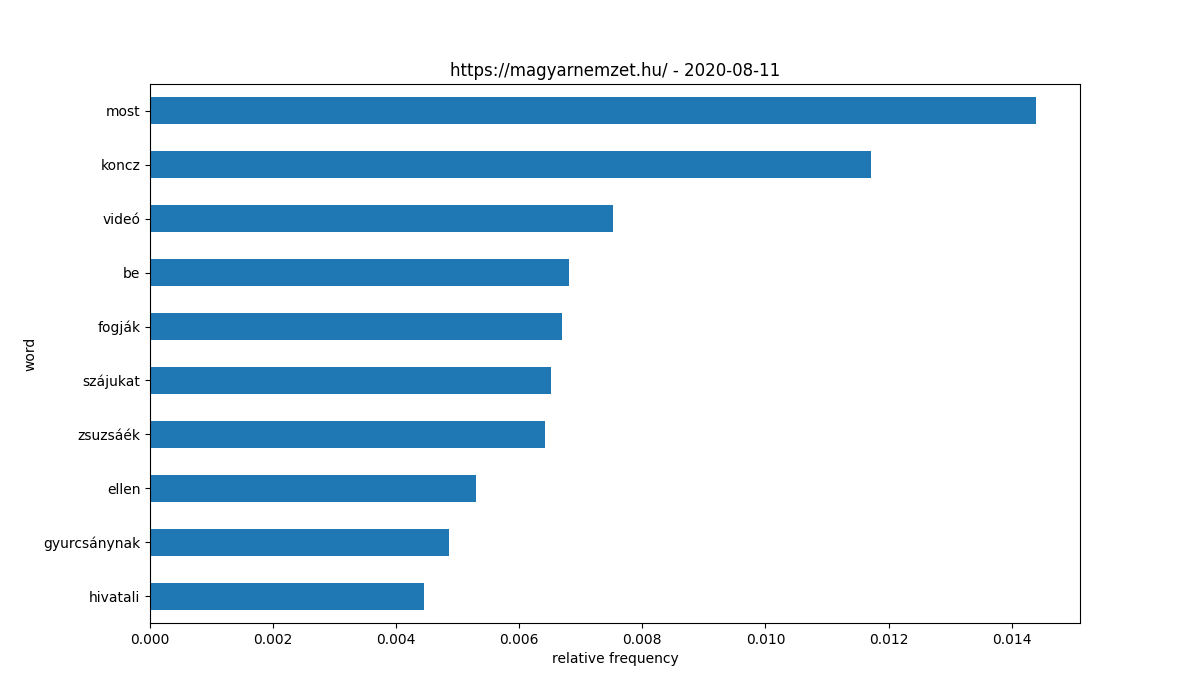 https://magyarnemzet.hu/ - 2020-08-11
most
koncz
videó
be
fogják
szájukat
zsuzsáék
ellen
gyurcsánynak
hivatali
word
0.000 0.002 0.004 0.006 0.008 0.010 0.012 0.014
relative frequency